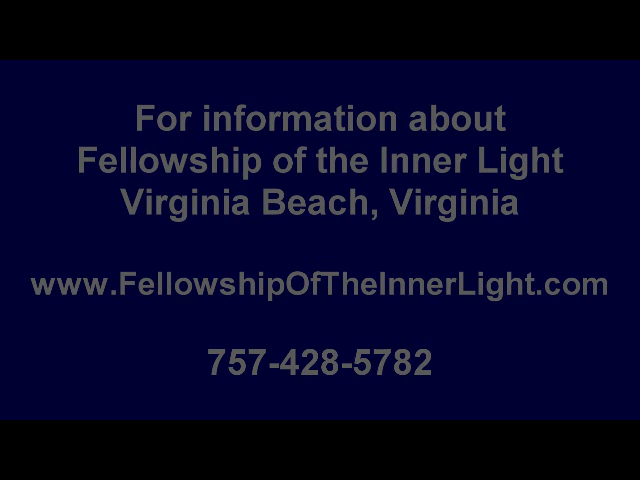 For information about
Fellowship of the Inner Light
Virginia Beach, Virginia
www.FellowshipOfTheInnerLight.com
757-428-5782